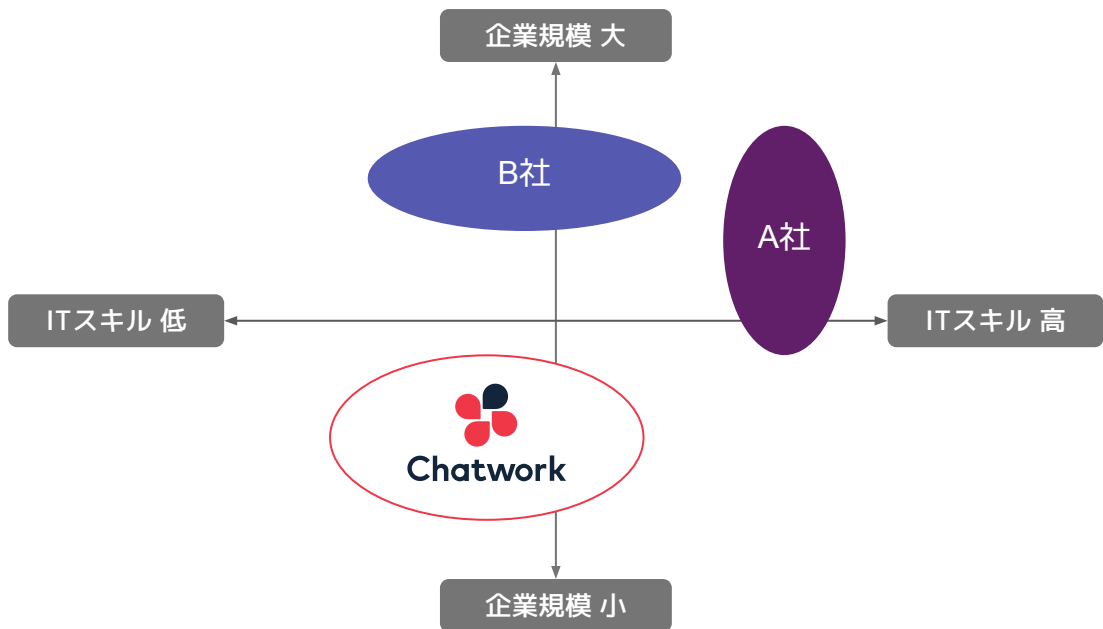 企業規模 大
B社
A社
ITスキル 低
ITスキル 高
Chatwork
企業規模 小